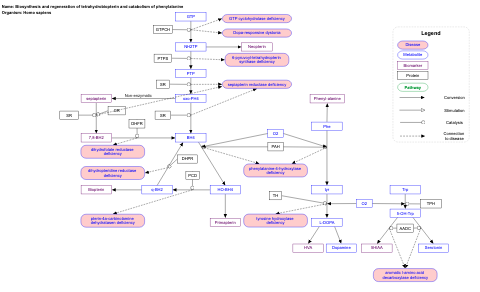 Name: Biosynthesis and regeneration of tetrahydrobiopterin and catabolism of phenylalanine
Organism: Homo sapiens
GTP
GTP cyclohydrolase deficiency
GTPCH
Dopa-responsive dystonia
NH2TP
Neopterin
PTPS
6-pyruvoyl-tetrahydropterin
synthase deficiency
PTP
SR
sepiapterin reductase deficiency
Non-enzymatic
sepiapterin
oxo-PH4
SR
SR
DHFR
7,8-BH2
BH4
O2
PAH
Phenyl alanine
Phe
dihydrofolate reductase
deficiency
DHPR
dihydropteridine reductase
deficiency
PCD
phenylalanine-4-hydroxylase
deficiency
Biopterin
q-BH2
HO-BH4
TH
tyr
Trp
O2
TPH
5-OH-Trp
pterin-4-a-carbinolamine
dehydratase deficiency
Primapterin
tyrosine hydroxylase
deficiency
L-DOPA
AADC
HVA
Dopamine
5HIAA
Serotonin
aromatic l-amino acid
decarboxylase deficiency
Legend
Disease
Metabolite
Biomarker
Protein
Pathway
Conversion
Stimulation
Catalysis
Connection
to disease